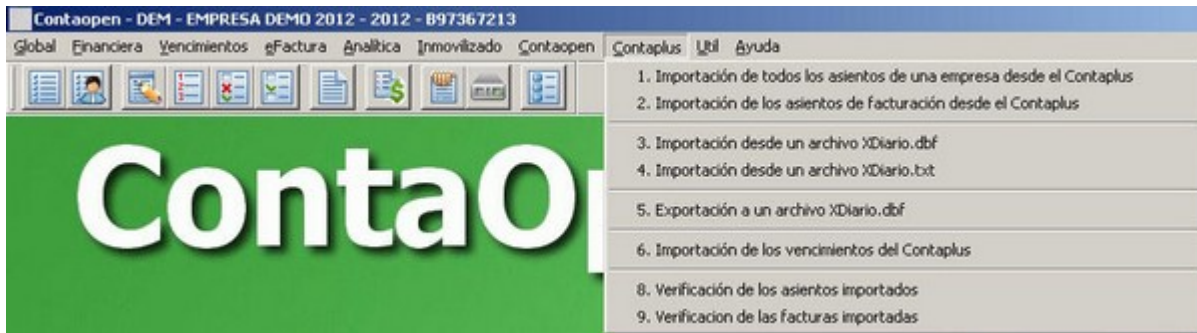 Contaopen - DEM - EMPRESA DEMO 2012 - 2012 - B97367213
Global Financiera Vencimientos eFactura Analítica Inmovilizado Contaopen Contaplus Util Ayuda
1. Importación de todos los asientos de una empresa desde el Contaplus
2. Importación de los asientos de facturación desde el Contaplus
3. Importación desde un archivo XDiario.dbf
4. Importación desde un archivo XDiario.txt
5. Exportación a un archivo XDiario.dbf
6. Importación de los vencimientos del Contaplus
8. Verificación de los asientos importados
9. Verificacion de las facturas importadas
ContaOp